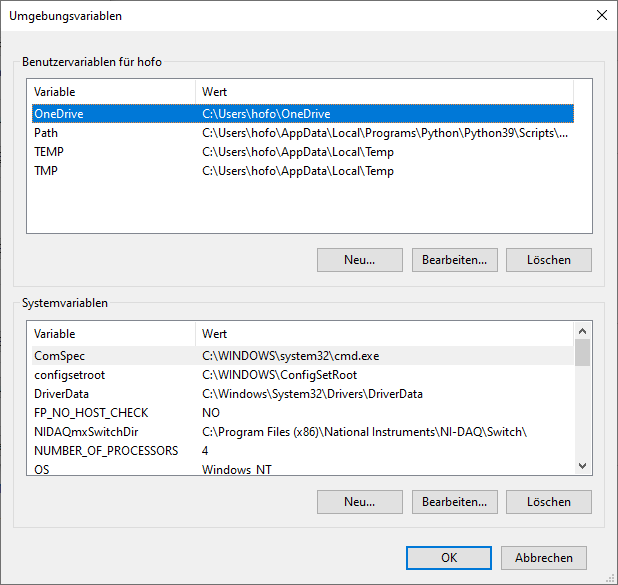 Umgebungsvariablen
Benutzervariablen für hofo
Variable Wert
OneDrive C:\Users\hofo\OneDrive
Path C:\Users\hofo\AppData\Local\Programs\Python\Python39\Scripts\...
TEMP C:\Users\hofo\AppData\Local\Temp
TMP C:\Users\hofo\AppData\Local\Temp
Neu... Bearbeiten... Löschen
Systemvariablen
Variable Wert
ComSpec C:\WINDOWS\system32\cmd.exe
configsetroot C:\WINDOWS\ConfigSetRoot
DriverData C:\Windows\System32\Drivers\DriverData
FP_NO_HOST_CHECK NO
NIDAQmxSwitchDir C:\Program Files (x86)\National Instruments\NI-DAQ\Switch\
NUMBER_OF_PROCESSORS 4
OS Windows_NT
Neu... Bearbeiten... Löschen
OK Abbrechen